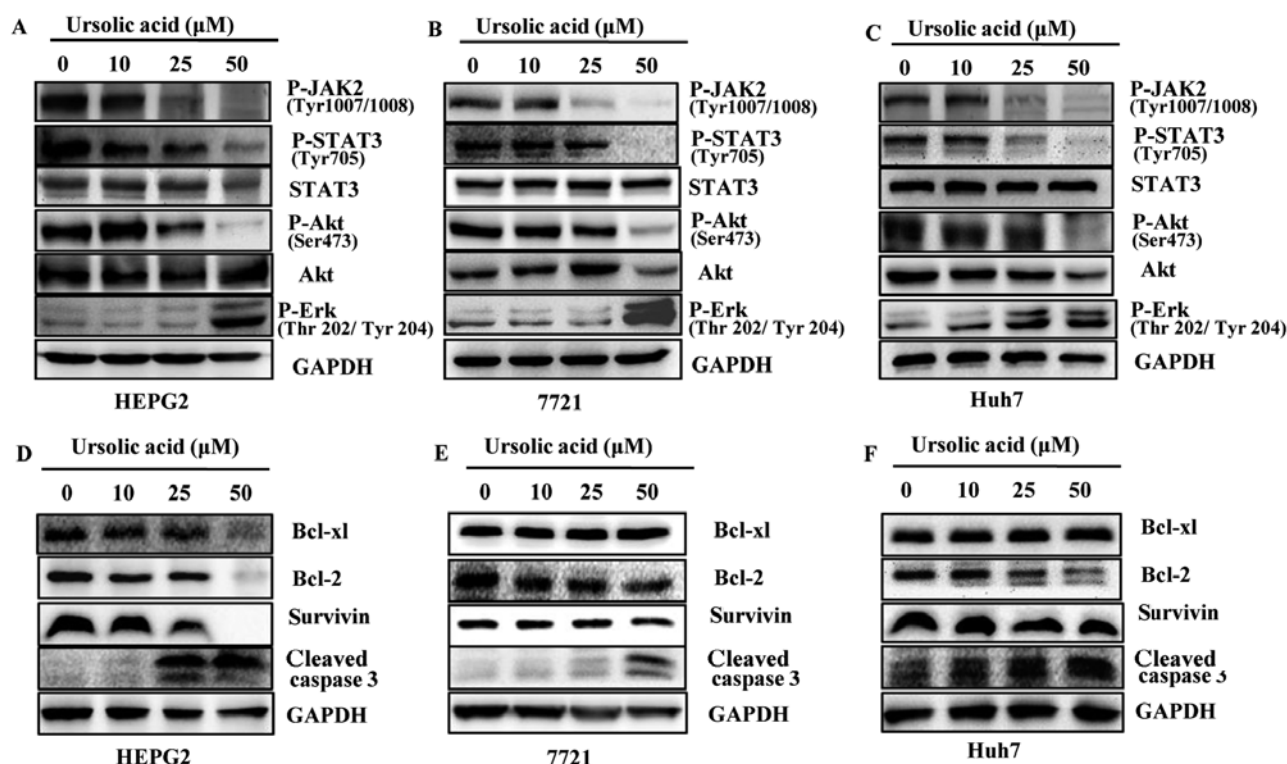 A
Ursolic acid (μM)
0 10 25 50
P-JAK2
(Tyr1007/1008)
P-STAT3
(Tyr705)
STAT3
P-Akt
(Ser473)
Akt
P-Erk
(Thr 202/ Tyr 204)
GAPDH
HEPG2
B
Ursolic acid (μM)
0 10 25 50
P-JAK2
(Tyr1007/1008)
P-STAT3
(Tyr705)
STAT3
P-Akt
(Ser473)
Akt
P-Erk
(Thr 202/ Tyr 204)
GAPDH
7721
C
Ursolic acid (μM)
0 10 25 50
P-JAK2
(Tyr1007/1008)
P-STAT3
(Tyr705)
STAT3
P-Akt
(Ser473)
Akt
P-Erk
(Thr 202/ Tyr 204)
GAPDH
Huh7
D
Ursolic acid (μM)
0 10 25 50
Bcl-xl
Bcl-2
Survivin
Cleaved
caspase 3
GAPDH
HEPG2
E
Ursolic acid (μM)
0 10 25 50
Bcl-xl
Bcl-2
Survivin
Cleaved
caspase 3
GAPDH
7721
F
Ursolic acid (μM)
0 10 25 50
Bcl-xl
Bcl-2
Survivin
Cleaved
caspase 3
GAPDH
Huh7